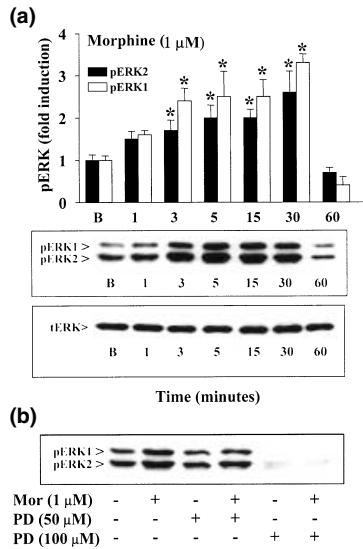 (a)
Morphine (1 µM)
pERK2
pERK1
pERK (fold induction)
4
3
2
1
0
* * * * * * * *
B 1 3 5 15 30 60
pERK1 >
pERK2 >
B 1 3 5 15 30 60
tERK>
B 1 3 5 15 30 60
Time (minutes)
(b)
pERK1 >
pERK2 >
Mor (1 µM) - + - + - +
PD (50 µM) - - + + - -
PD (100 µM) - - - - + +